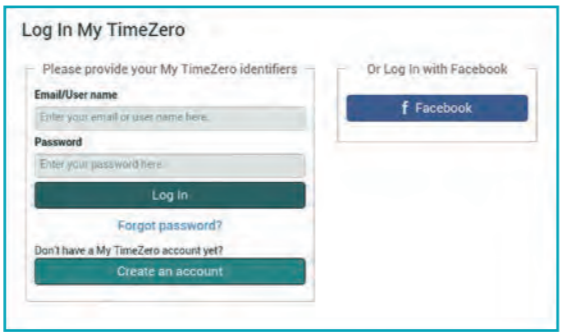 Log In My TimeZero
Please provide your My TimeZero identifiers
Email/User name
Enter your email or user name here.
Password
Enter your password here.
Log In
Forgot password?
Don't have a My TimeZero account yet?
Create an account
Or Log In with Facebook
f Facebook